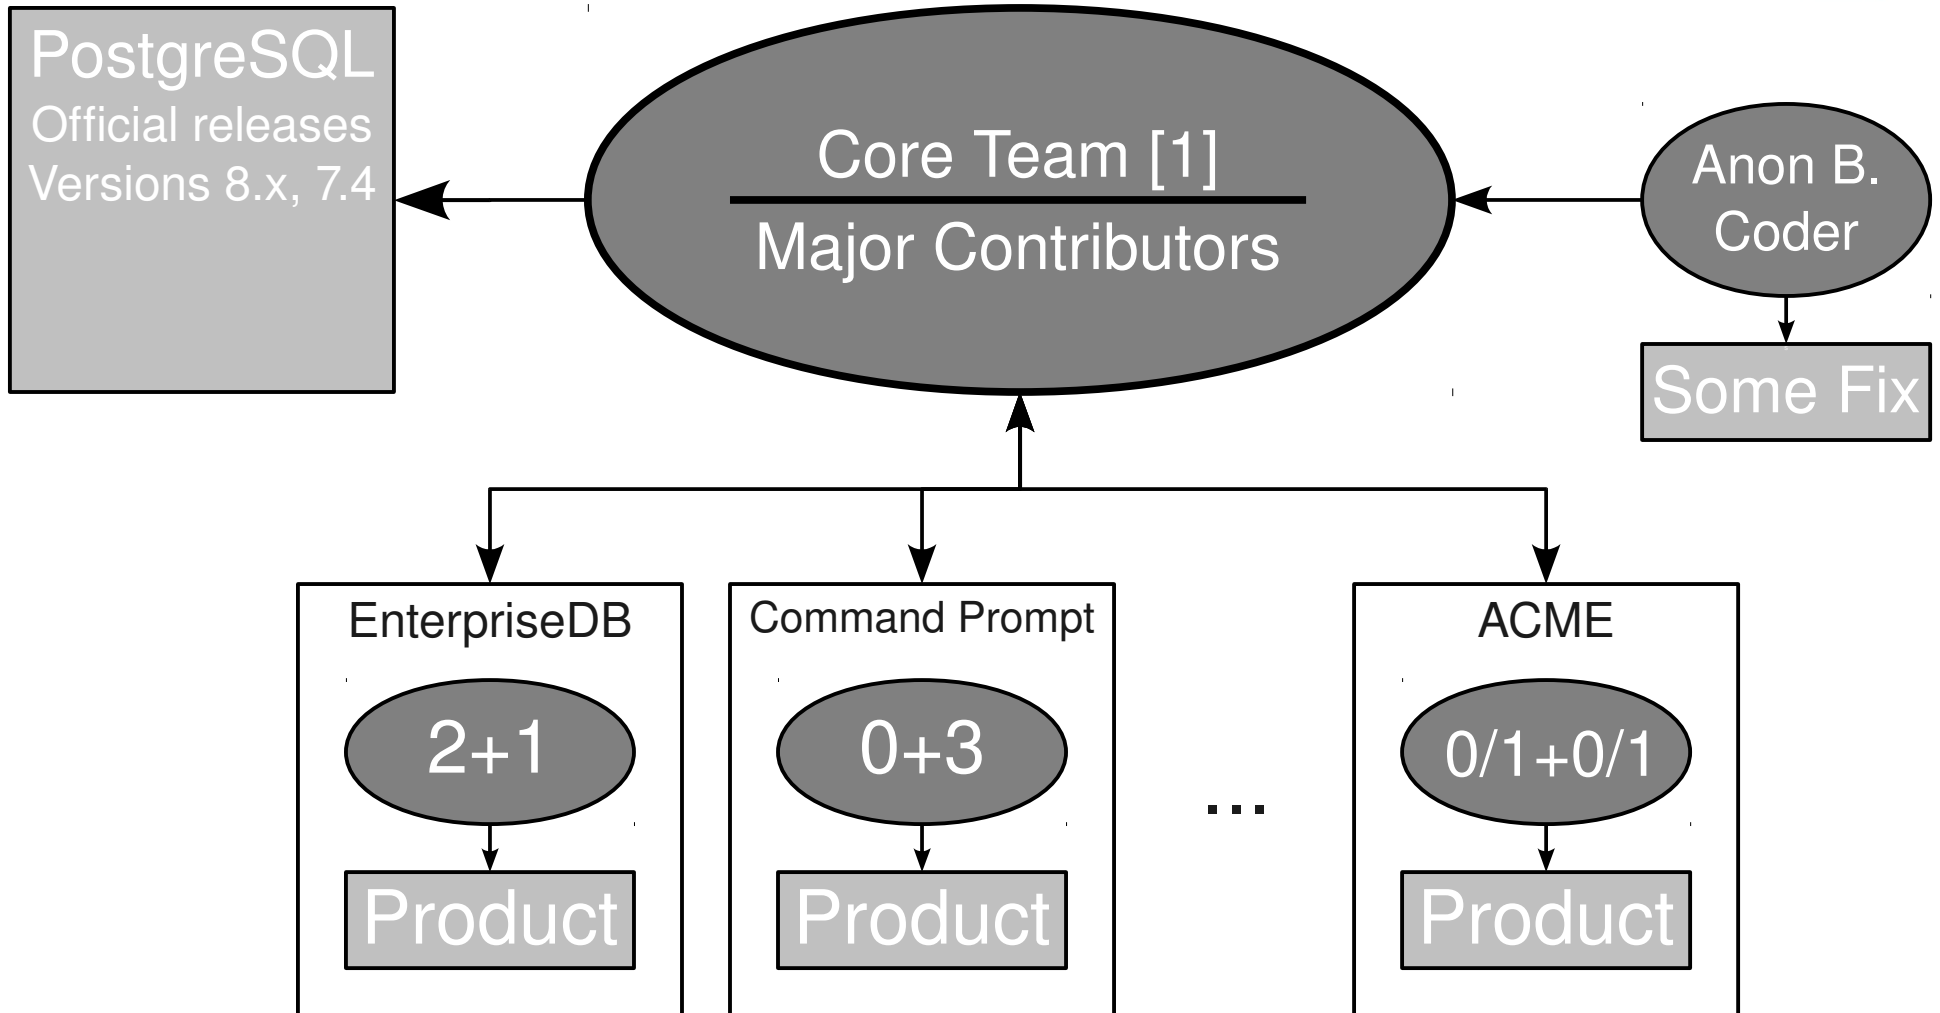 PostgreSQL
Official releases
Versions 8.x, 7.4
Core Team [1]
Major Contributors
Anon B.
Coder
Some Fix
EnterpriseDB
2+1
Product
Command Prompt
0+3
Product
...
ACME
0/1+0/1
Product